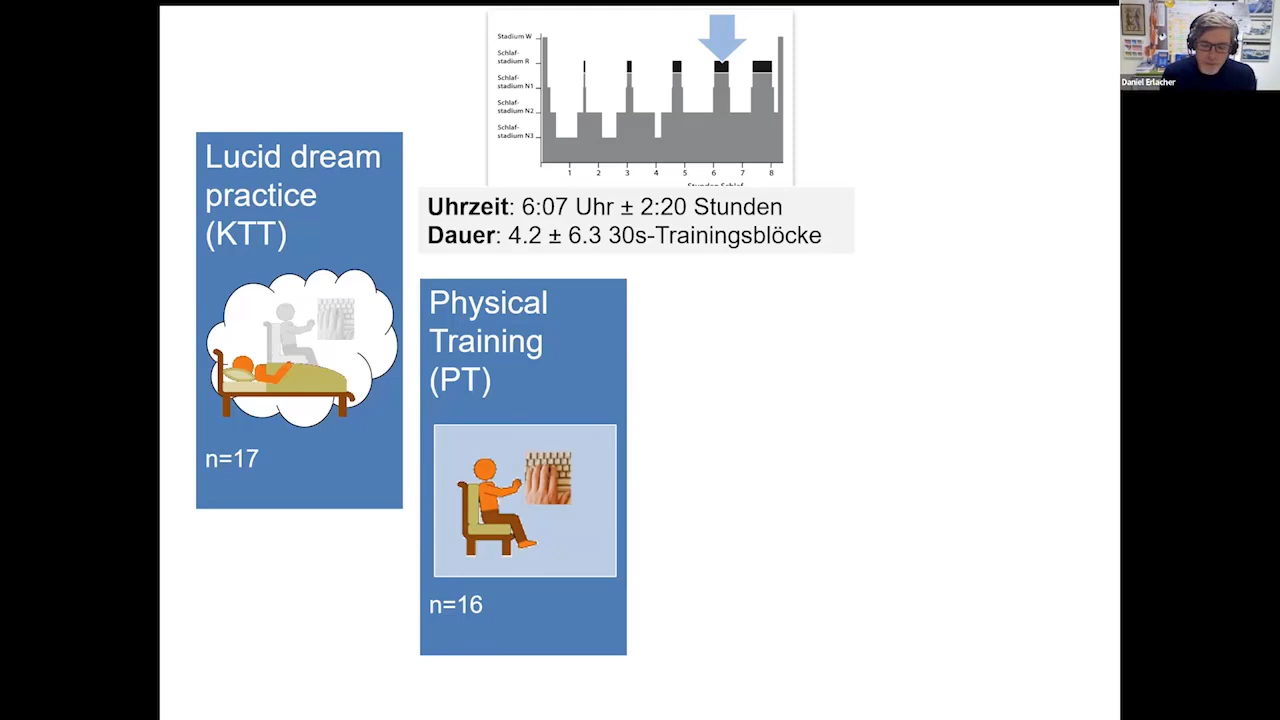 Stadium W
Schlaf-
stadium R
Schlaf-
stadium N1
Schlaf-
stadium N2
Schlaf-
stadium N3
1 2 3 4 5 6 7 8
Stunden Schlaf
Daniel Erlacher
Lucid dream
practice
(KTT)
n=17
Uhrzeit: 6:07 Uhr ± 2:20 Stunden
Dauer: 4.2 ± 6.3 30s-Trainingsblöcke
Physical
Training
(PT)
n=16